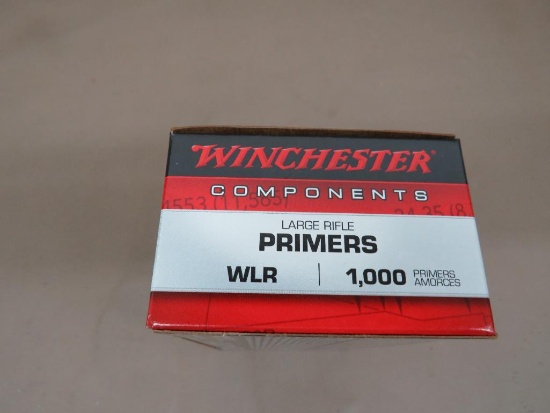 WINCHESTER
COMPONENTS
LARGE RIFLE
PRIMERS
WLR | 1,000 PRIMERS
AMORCES